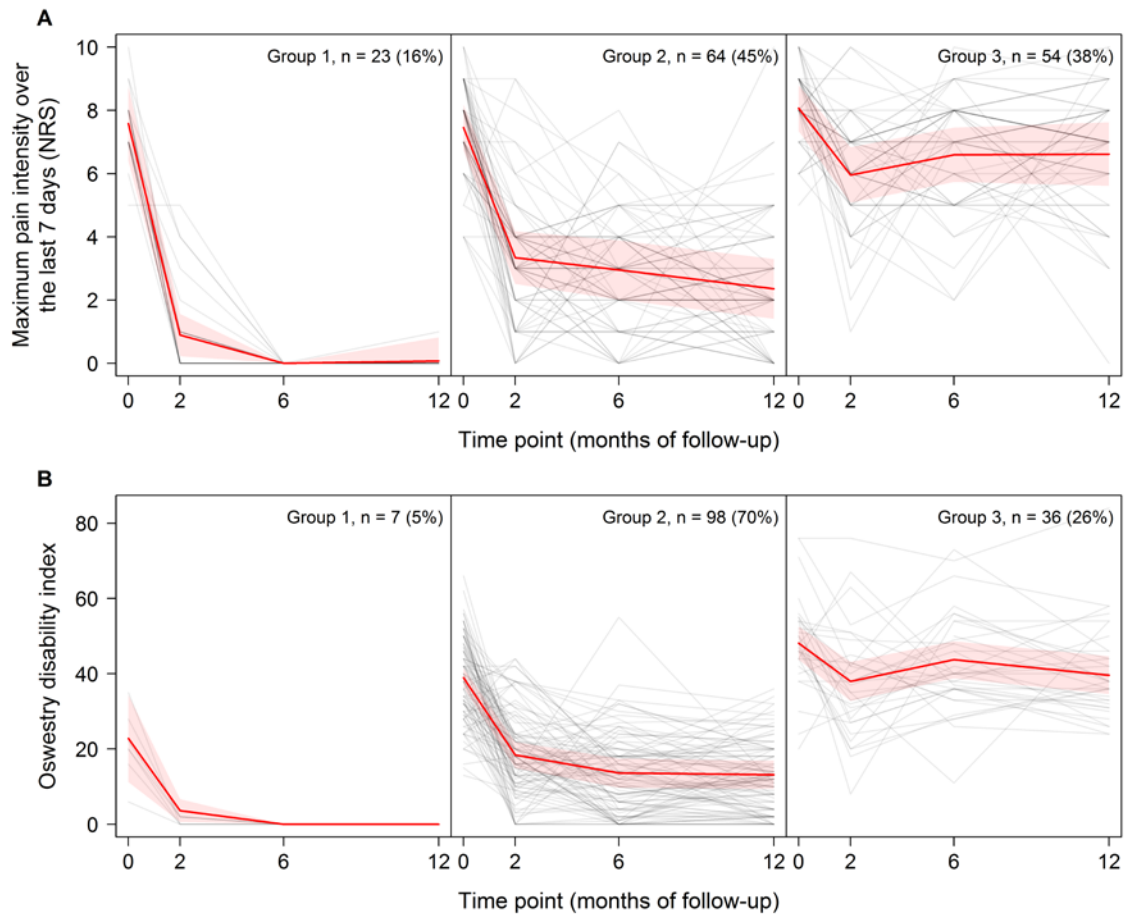 A
Maximum pain intensity over
the last 7 days (NRS)
Group 1, n = 23 (16%)
Group 2, n = 64 (45%)
Group 3, n = 54 (38%)
10
8
6
4
2
0
0 2 6 12
0 2 6 12
0 2 6 12
Time point (months of follow-up)
B
Oswestry disability index
Group 1, n = 7 (5%)
Group 2, n = 98 (70%)
Group 3, n = 36 (26%)
80
60
40
20
0
0 2 6 12
0 2 6 12
0 2 6 12
Time point (months of follow-up)